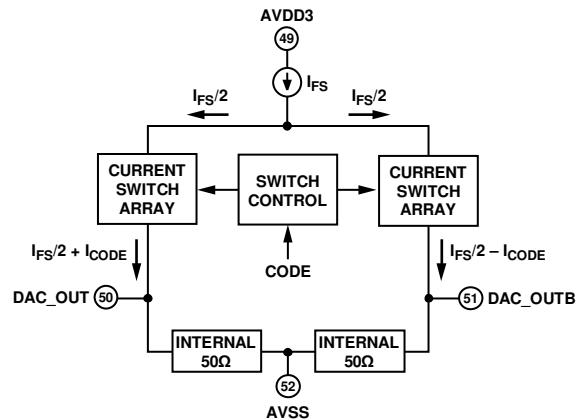 AVDD3
49
I_FS
I_FS/2
I_FS/2
CURRENT
SWITCH
ARRAY
SWITCH
CONTROL
CURRENT
SWITCH
ARRAY
I_FS/2 + I_CODE
CODE
I_FS/2 – I_CODE
DAC_OUT 50
51 DAC_OUTB
INTERNAL
50Ω
INTERNAL
50Ω
52
AVSS